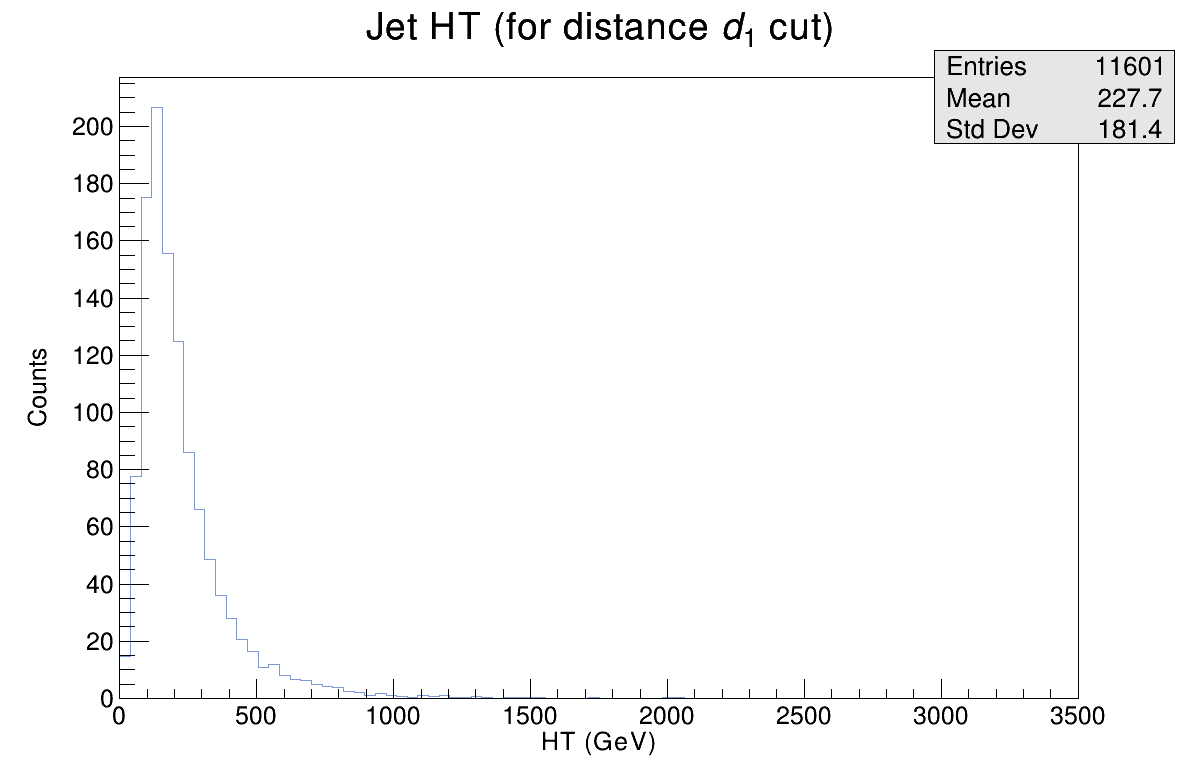 Jet HT (for distance d₁ cut)
Entries 11601
Mean 227.7
Std Dev 181.4
200
180
160
140
120
100
80
60
40
20
0
Counts
0 500 1000 1500 2000 2500 3000 3500
HT (GeV)